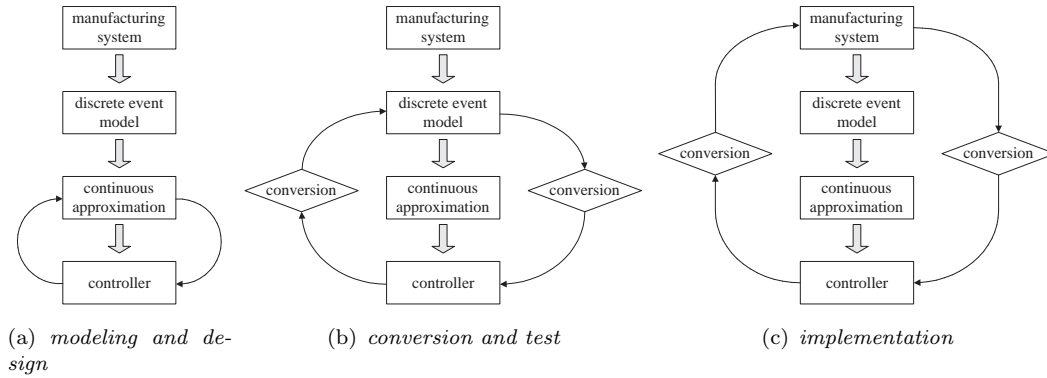 manufacturing
system
discrete event
model
continuous
approximation
controller
(a) modeling and de-
sign
manufacturing
system
discrete event
model
conversion
conversion
continuous
approximation
controller
(b) conversion and test
manufacturing
system
discrete event
model
conversion
conversion
continuous
approximation
controller
(c) implementation